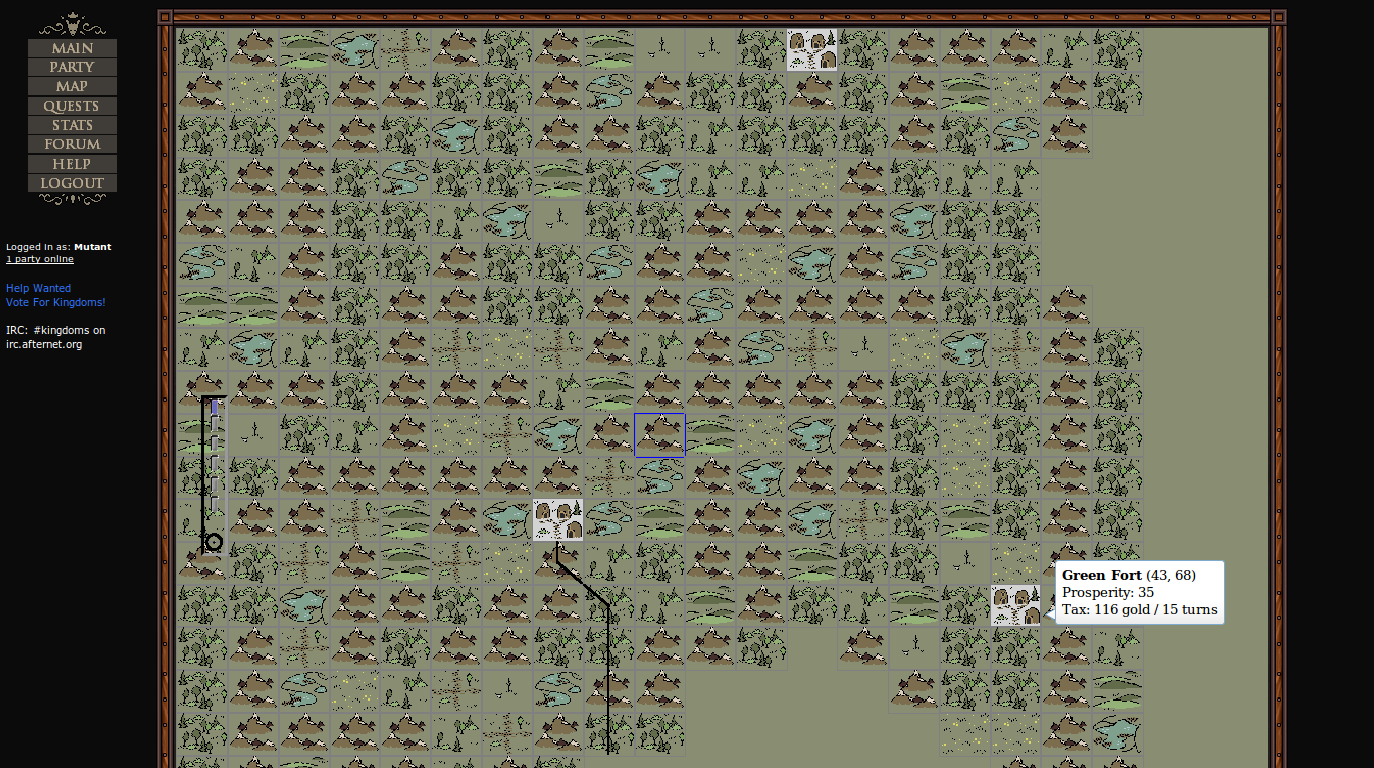 MAIN
PARTY
MAP
QUESTS
STATS
FORUM
HELP
LOGOUT
Logged in as: Mutant
1 party online
Help Wanted
Vote For Kingdoms!
IRC: #kingdoms on
irc.afternet.org
Green Fort (43, 68)
Prosperity: 35
Tax: 116 gold / 15 turns